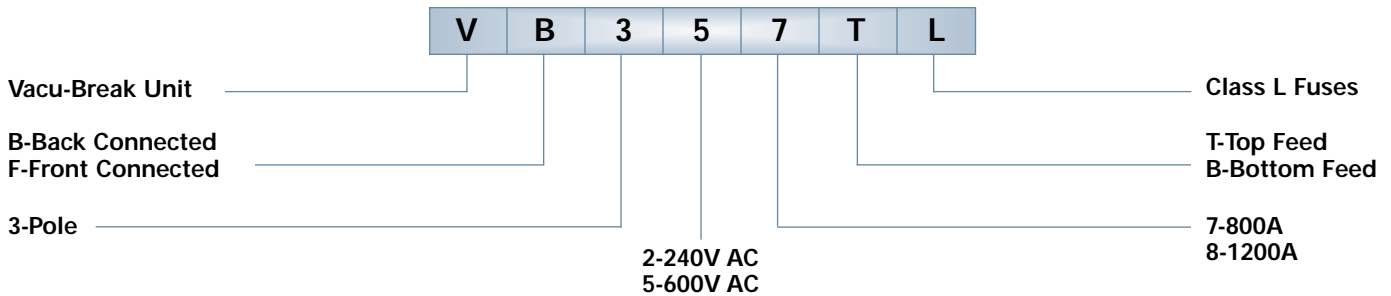 V B 3 5 7 T L
Vacu-Break Unit
B-Back Connected
F-Front Connected
3-Pole
2-240V AC
5-600V AC
Class L Fuses
T-Top Feed
B-Bottom Feed
7-800A
8-1200A